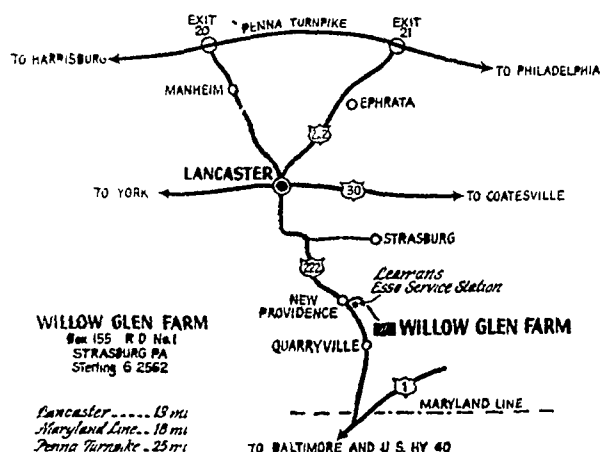 EXIT 20
PENNA TURNPIKE
EXIT 21
TO HARRISBURG
TO PHILADELPHIA
MANHEIM
EPHRATA
222
LANCASTER
TO YORK
30
TO COATESVILLE
STRASBURG
222
Esso Service Station
NEW PROVIDENCE
WILLOW GLEN FARM
WILLOW GLEN FARM
Box 155 R D No.1
STRASBURG PA
Sterling 6 2562
QUARRYVILLE
1
MARYLAND LINE
Lancaster ..... 13 mi
Maryland Line .. 18 mi
Penna Turnpike . 25 mi
TO BALTIMORE AND U S HY 40